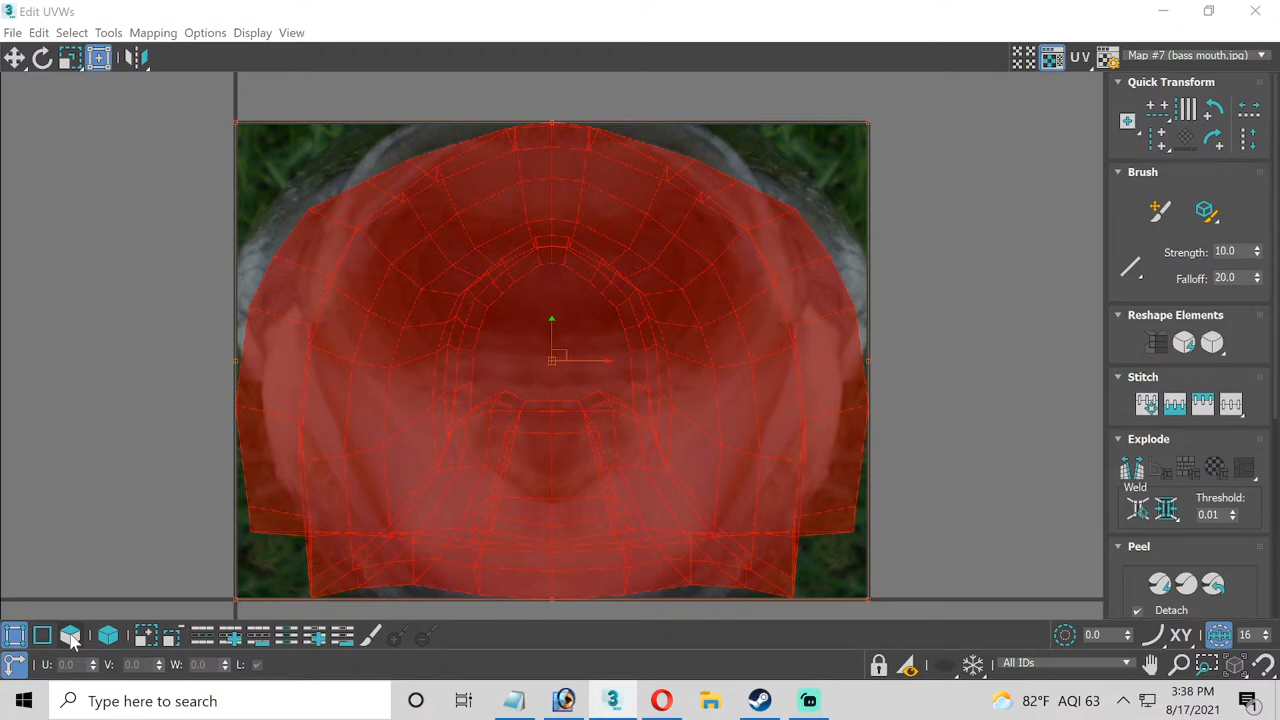 3 Edit UVWs
File Edit Select Tools Mapping Options Display View
UV Map #7 (bass mouth.jpg)
Quick Transform
Brush
Strength: 10.0
Falloff: 20.0
Reshape Elements
Stitch
Explode
Weld
Threshold:
0.01
Peel
Detach
0.0 XY 16
U: 0.0 V: 0.0 W: 0.0 L: All IDs
Type here to search
82°F AQI 63
3:38 PM
8/17/2021
1